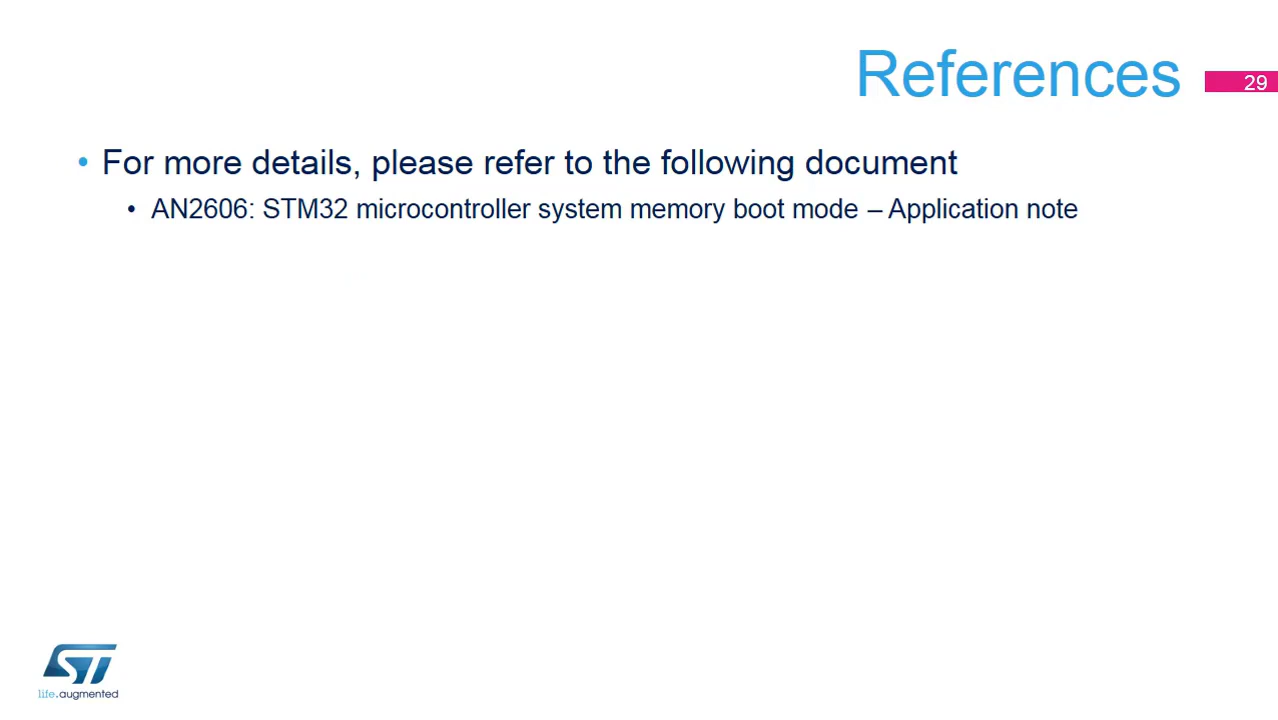 References
29
• For more details, please refer to the following document
• AN2606: STM32 microcontroller system memory boot mode – Application note
ST
life.augmented